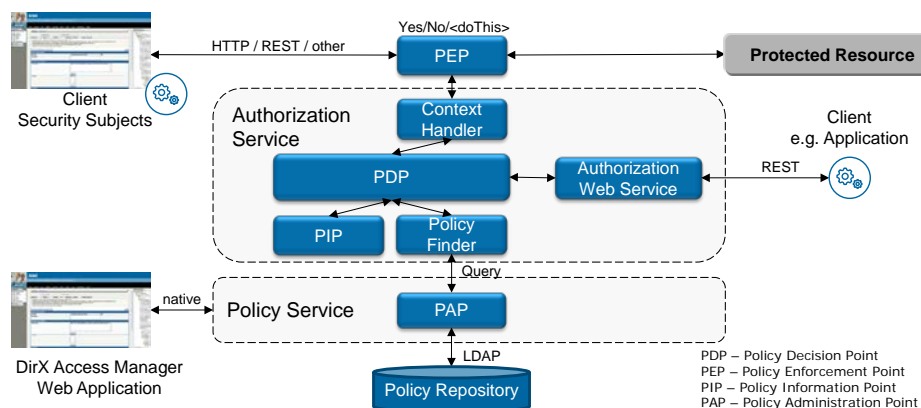 Yes/No/<doThis>
HTTP / REST / other
PEP
Protected Resource
Client
Security Subjects
Authorization
Service
Context
Handler
Client
e.g. Application
PDP
Authorization
Web Service
REST
PIP
Policy
Finder
Query
native
Policy Service
PAP
DirX Access Manager
Web Application
LDAP
Policy Repository
PDP – Policy Decision Point
PEP – Policy Enforcement Point
PIP – Policy Information Point
PAP – Policy Administration Point